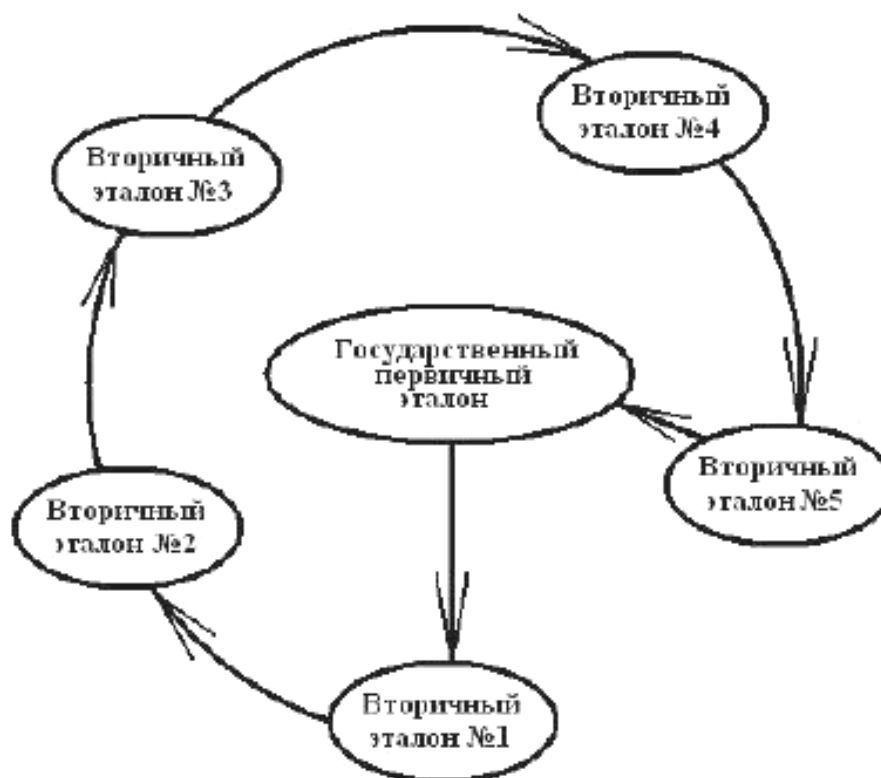 Вторичный
эталон №4
Вторичный
эталон №3
Государственный
первичный
эталон
Вторичный
эталон №5
Вторичный
эталон №2
Вторичный
эталон №1